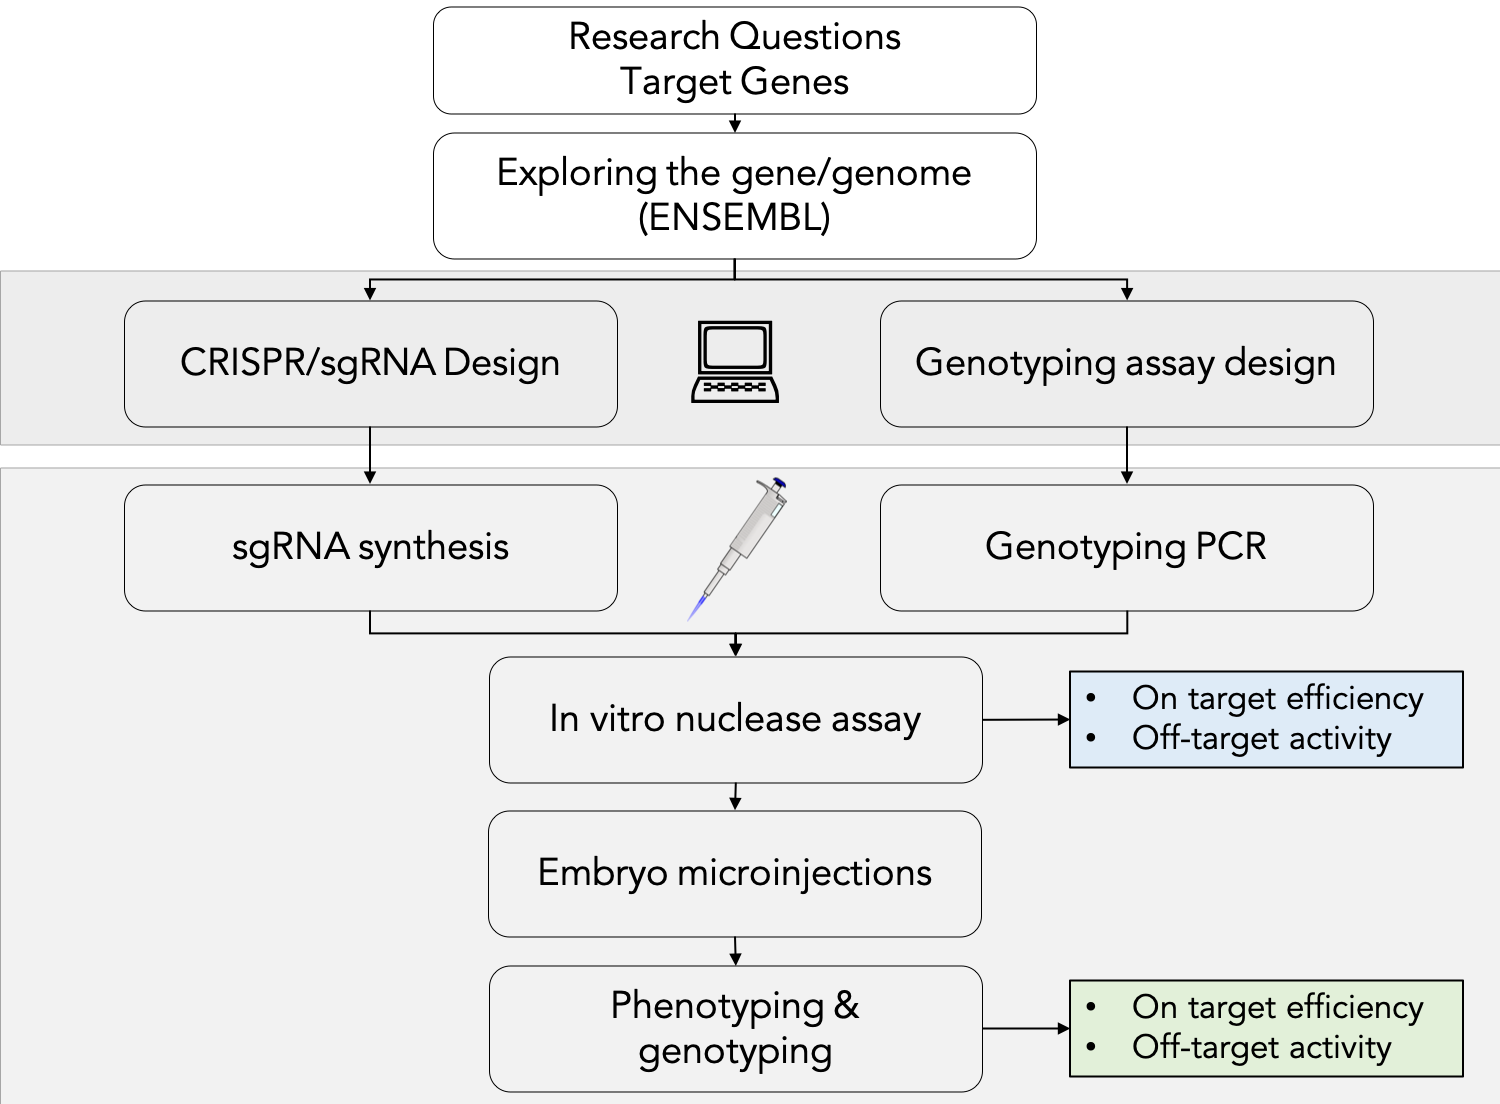 Research Questions
Target Genes
Exploring the gene/genome
(ENSEMBL)
CRISPR/sgRNA Design
Genotyping assay design
sgRNA synthesis
Genotyping PCR
In vitro nuclease assay
• On target efficiency
• Off-target activity
Embryo microinjections
Phenotyping &
genotyping
• On target efficiency
• Off-target activity